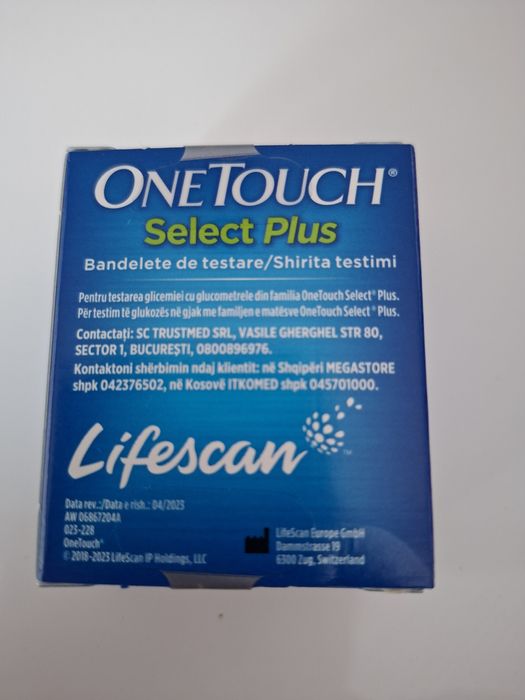 ONETOUCH®
Select Plus
Bandelete de testare/Shirita testimi
Pentru testarea glicemiei cu glucometrele din familia OneTouch Select® Plus.
Për testim të glukozës në gjak me familjen e matësve OneTouch Select® Plus.
Contactați: SC TRUSTMED SRL, VASILE GHERGHEL STR 80,
SECTOR 1, BUCUREȘTI, 0800896976.
Kontaktoni shërbimin ndaj klientit: në Shqipëri MEGASTORE
shpk 042376502, në Kosovë ITKOMED shpk 045701000.
Lifescan™
Data rev.:/Data e rish.: 04/2023
AW 06867204A
023-228
OneTouch®
© 2018-2023 LifeScan IP Holdings, LLC
LifeScan Europe GmbH
Dammstrasse 19
6300 Zug, Switzerland